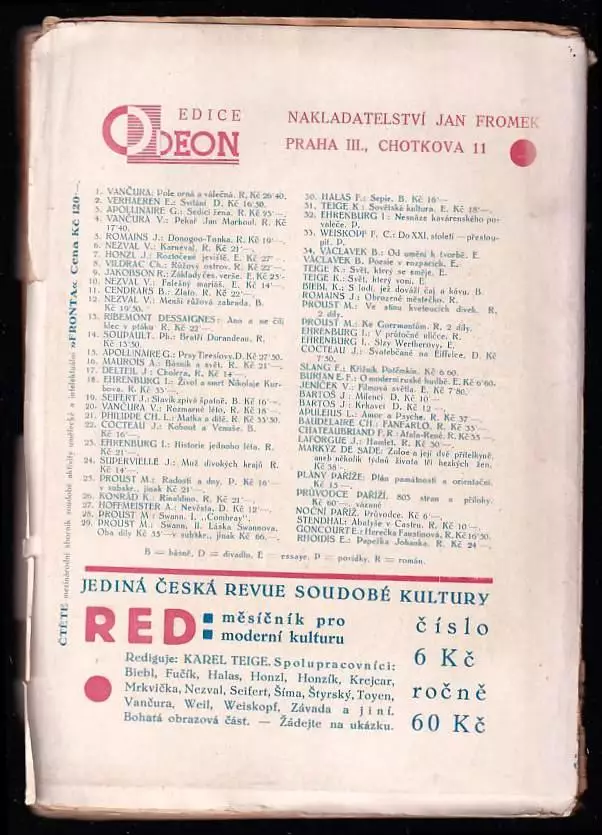 EDICE
ODEON
NAKLADATELSTVÍ JAN FROMEK
PRAHA III., CHOTKOVA 11
1. VANČURA: Pole orná a válečná. R. Kč 26'40.
2. VERHAEREN E.: Svítání D. Kč 16'50.
3. APOLLINAIRE G.: Sedící žena. R. Kč 25'—.
4. VANČURA V.: Pekař Jan Marhoul. R. Kč
17'40.
5. ROMAINS J.: Donogoo-Tonka. R. Kč 19'—.
6. NEZVAL V.: Karneval. R. Kč 21'—.
7. HONZL J.: Roztočené jeviště. E. Kč 27'—.
8. VILDRAC Ch.: Růžový ostrov. R. Kč 22'—.
9. JAKOBSON R.: Základy čes. verše. E. Kč 25'-
10. NEZVAL V.: Falešný mariáš. E. Kč 14'—
11. CENDRARS B.: Zlato. R. Kč 22'—.
12. NEZVAL V.: Menší růžová zahrada. B.
Kč 19'50.
13. RIBEMONT DESSAIGNES: Ano a ne čili
klec v ptáku. R. Kč 22'—.
14. SOUPAULT. Ph.: Bratři Durandeau. R.
Kč 15'50.
15. APOLLINAIRE G.: Prsy Tiresiovy. D. Kč 27'50.
16. MAUROIS A.: Básník a svět. R. Kč 21'—.
17. DELTEIL J.: Cholera. R. Kč 14'—.
18. EHRENBURG I.: Život a smrt Nikolaje Kur-
bova. R. Kč 33'—.
19. SEIFERT J.: Slavík zpívá špatně. B. Kč 16'—.
20. VANČURA V.: Rozmarné léto. R. Kč 18'—.
21. PHILIPPE CH. L.: Matka a dítě. R Kč 33'50
22. COCTEAU J.: Kohout a Venuše. B.
Kč 16'—.
23. EHRENBURG I.: Historie jednoho léta. R.
Kč 21'—.
24. SUPERVIELLE J.: Muž divokých krajů R.
Kč 14'—.
25. PROUST M.: Radosti a dny. P. Kč 16'—
v subskr., jinak Kč 21'—.
26. KONRÁD K.: Rinaldino. R. Kč 21'—.
27. HOFFMEISTER A.: Nevěsta. D. Kč 12'—.
28. PROUST M.: Swann. I. „Combray“.
29. PROUST M.: Swann, II. Láska Swannova.
Oba díly Kč 55'— v subskr., jinak Kč 66.—.
30. HALAS F.: Sepie. B. Kč 16'—
31. TEIGE K.: Sovětská kultura. E. Kč 18'—.
32. EHRENBURG I: Nesnáze kavárenského po-
valeče. P.
33. WEISKOPF F. C.: Do XXI. století — přestou-
pit. P.
34. VÁCLAVEK B.: Od umění k tvorbě. E.
VÁCLAVEK B. Poesie v rozpacích. E.
TEIGE K.: Svět, který se směje. E.
TEIGE K.: Svět, který voní. E.
BIEBL K.: S lodí, jež dováží čaj a kávu. B.
ROMAINS J.: Obrozené městečko. R.
PROUST M.: Ve stínu kvetoucích dívek. R.
2 díly.
PROUST M.: Ke Guermantům. R. 2 díly.
EHRENBURG I.: V průtočné uličce. R.
EHRENBURG I. Slzy Wertherovy. E.
COCTEAU J.: Svatebčané na Eiffelce. D. Kč
7'50.
SLANG F.: Křižník Potěmkin. Kč 6'60.
BURIAN E. F.: O moderní ruské hudbě. E. Kč 6'60.
JENÍČEK V.: Filmová světla. E. Kč 7'80.
BARTOŠ J.: Milenci. D. Kč 10'—
BARTOŠ J.: Krkavci D. Kč 12 —.
APULEIUS L.: Amor a Psyche. R. Kč 37'—.
BAUDELAIRE CH.: FANFARLO. R. Kč 33'—.
CHATEAUBRIAND F. R.: Atala-René. R. Kč 33 —.
LAFORGUE J.: Hamlet. R. Kč 30'—.
MARKÝZ DE SADE: Zoloe a její dvě přítelkyně,
aneb několik týdnů života tří hezkých žen.
Kč 38'-.
PLÁNY PAŘÍŽE: Plán památností a orientační.
Kč 15 —.
PRŮVODCE PAŘÍŽÍ. 803 stran a přílohy.
Kč 60'— vázané
NOČNÍ PAŘÍŽ. Průvodce. Kč 6'—.
STENDHAL: Abatyše v Castru. R. Kč 10 —.
GONCOURT E.: Herečka Faustinová. R. Kč 16'50.
RHOIDIS E.: Papežka Johanka. R. Kč 24 —.
B = básně, D = divadlo, E = essaye, P = povídky, R = román.
ČTĚTE mezinárodní sborník soudobé aktivity umělecké a intelektuální »FRONTA« Cena Kč 120—
JEDINÁ ČESKÁ REVUE SOUDOBÉ KULTURY
RED:
měsíčník pro
moderní kulturu
Rediguje: KAREL TEIGE. Spolupracovníci:
Biebl, Fučík, Halas, Honzl, Honzík, Krejcar,
Mrkvička, Nezval, Seifert, Šíma, Štyrský, Toyen,
Vančura, Weil, Weiskopf, Závada a jiní.
Bohatá obrazová část. — Žádejte na ukázku.
číslo
6 Kč
ročně
60 Kč